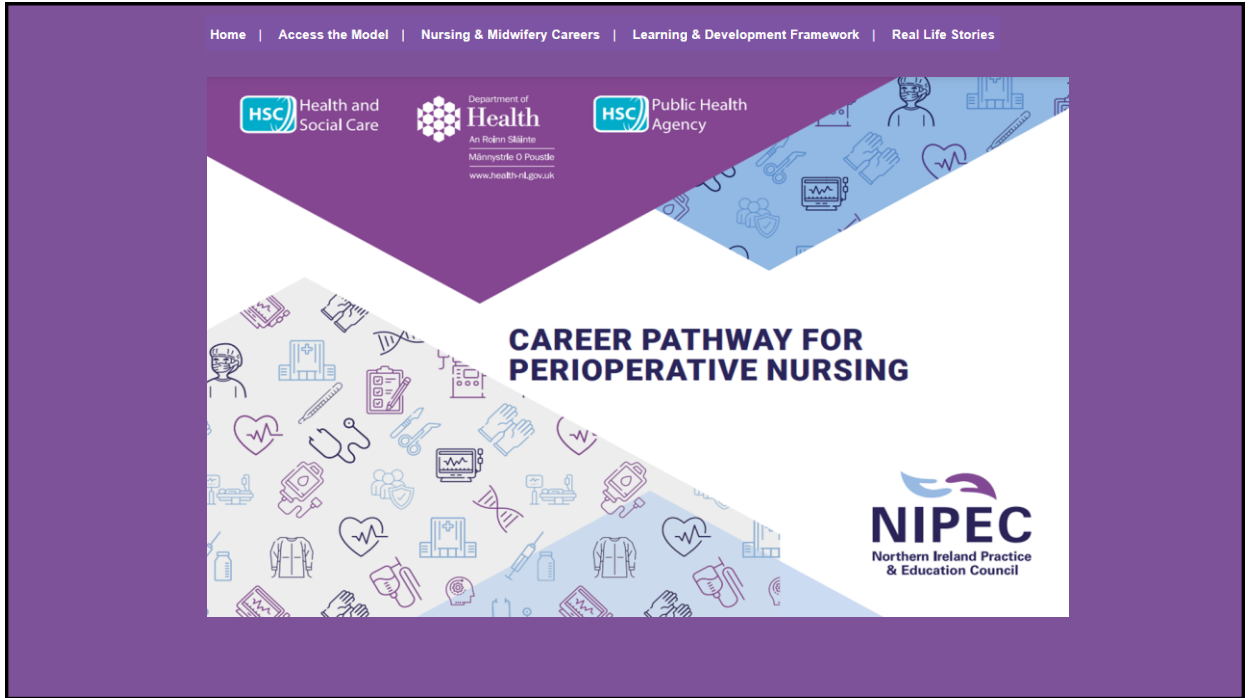 Home | Access the Model | Nursing & Midwifery Careers | Learning & Development Framework | Real Life Stories
HSC Health and
Social Care
Department of
Health
An Roinn Sláinte
Männystrie O Poustie
www.health-ni.gov.uk
HSC Public Health
Agency
CAREER PATHWAY FOR
PERIOPERATIVE NURSING
NIPEC
Northern Ireland Practice
& Education Council